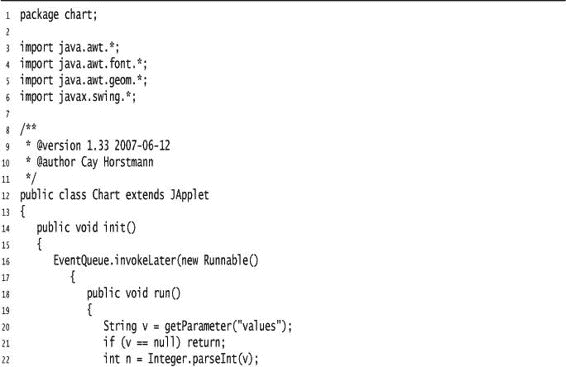 1 package chart;
2
3 import java.awt.*;
4 import java.awt.font.*;
5 import java.awt.geom.*;
6 import javax.swing.*;
7
8 /**
9  * @version 1.33 2007-06-12
10  * @author Cay Horstmann
11  */
12 public class Chart extends JApplet
13 {
14    public void init()
15    {
16       EventQueue.invokeLater(new Runnable()
17          {
18             public void run()
19             {
20                String v = getParameter("values");
21                if (v == null) return;
22                int n = Integer.parseInt(v);